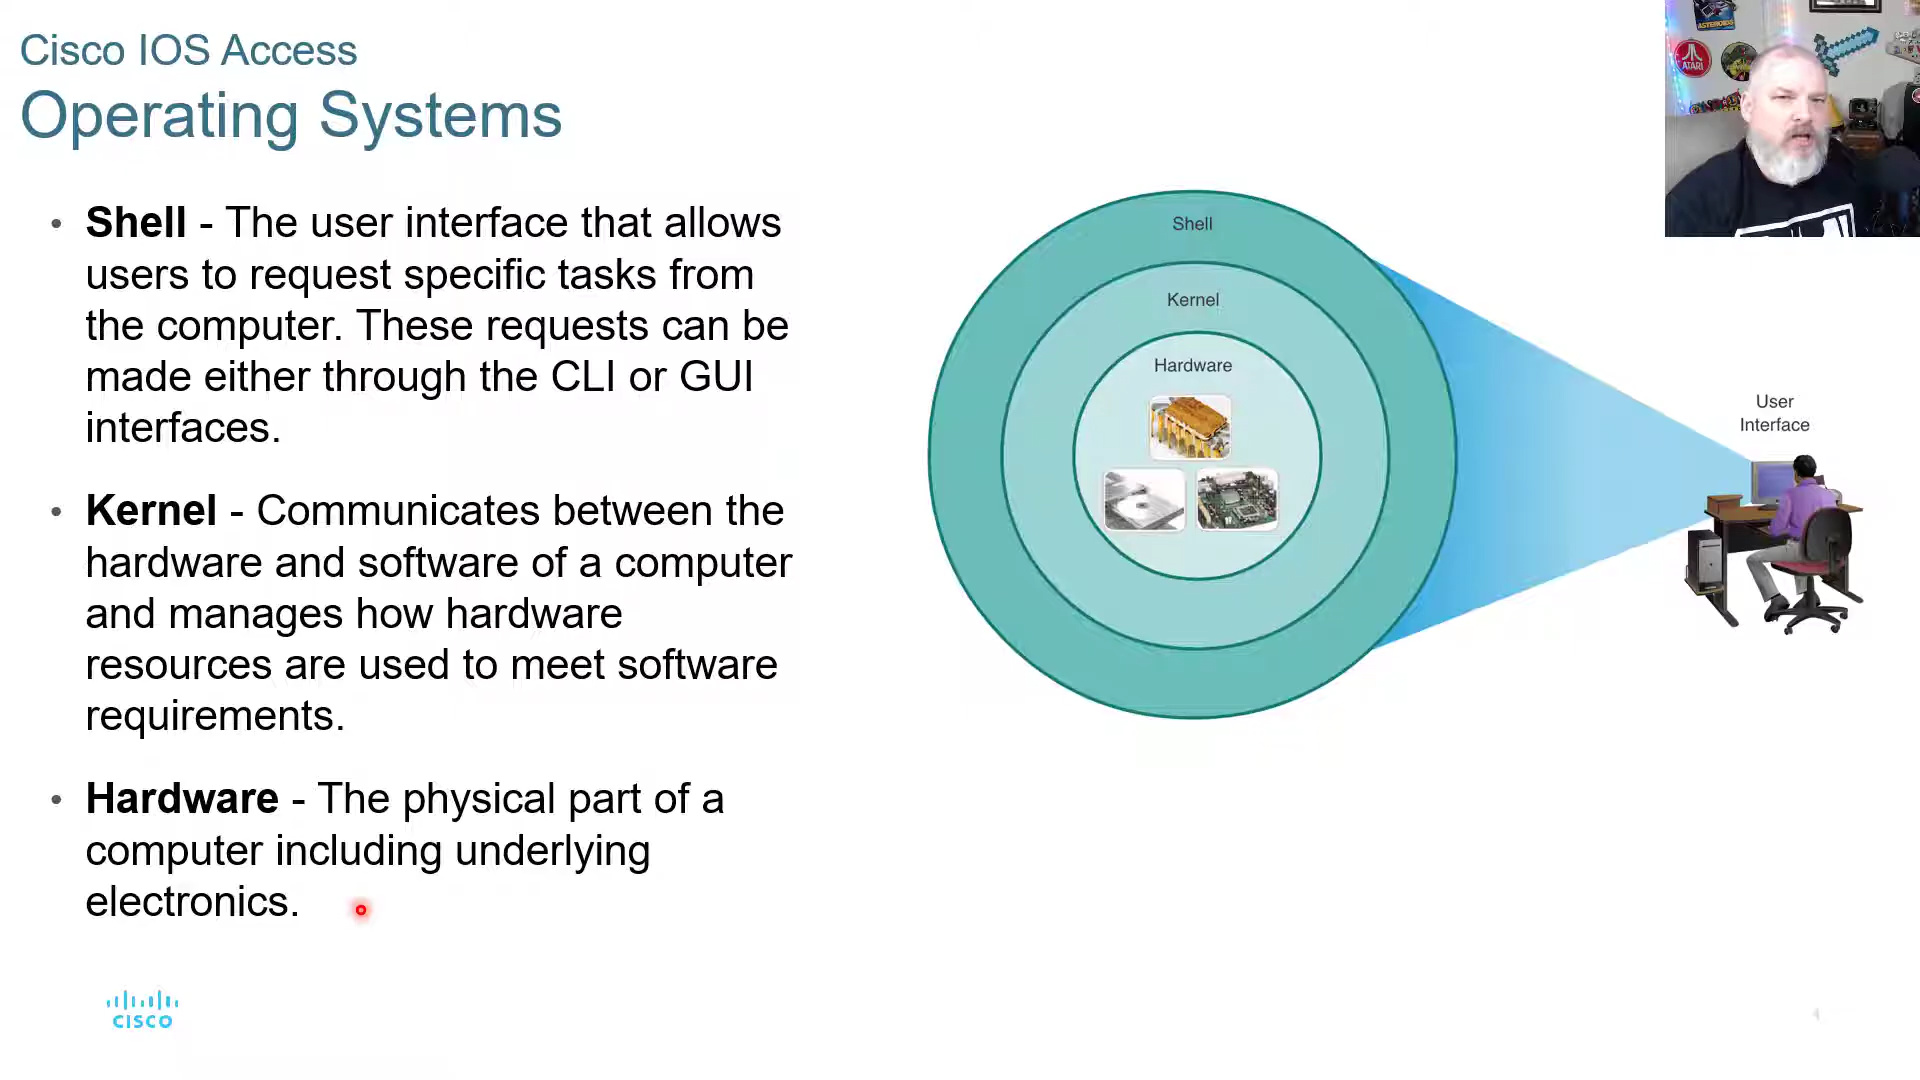 Cisco IOS Access
Operating Systems
• Shell - The user interface that allows
users to request specific tasks from
the computer. These requests can be
made either through the CLI or GUI
interfaces.
• Kernel - Communicates between the
hardware and software of a computer
and manages how hardware
resources are used to meet software
requirements.
• Hardware - The physical part of a
computer including underlying
electronics.
Shell
Kernel
Hardware
User
Interface
ASTEROIDS
ATARI
CISCO
4